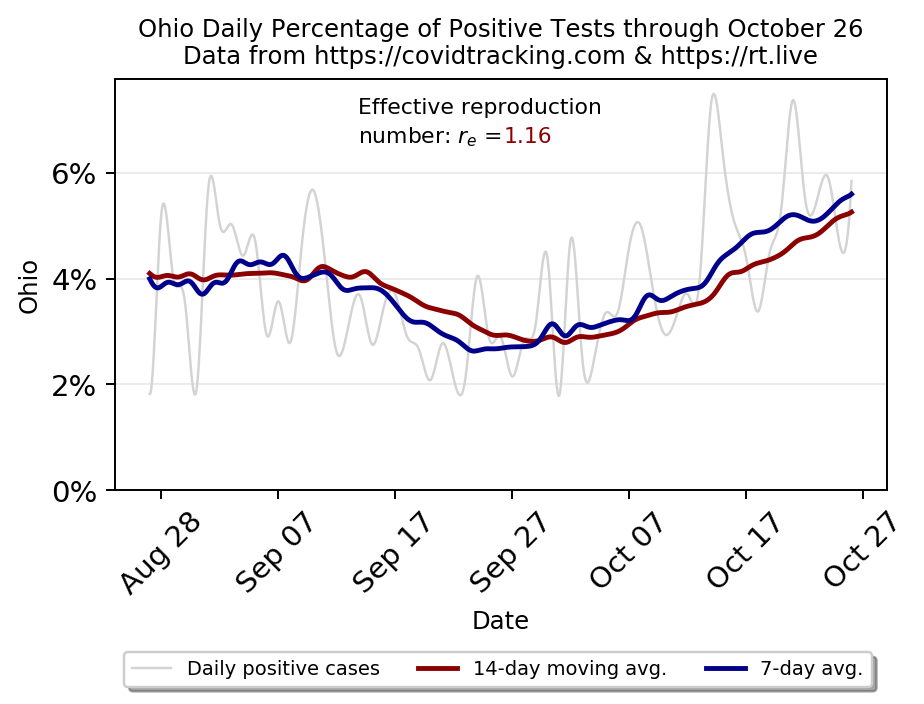 Ohio Daily Percentage of Positive Tests through October 26
Data from https://covidtracking.com & https://rt.live
Effective reproduction
number: rₑ =1.16
6%
4%
2%
0%
Ohio
Aug 28
Sep 07
Sep 17
Sep 27
Oct 07
Oct 17
Oct 27
Date
Daily positive cases
14-day moving avg.
7-day avg.